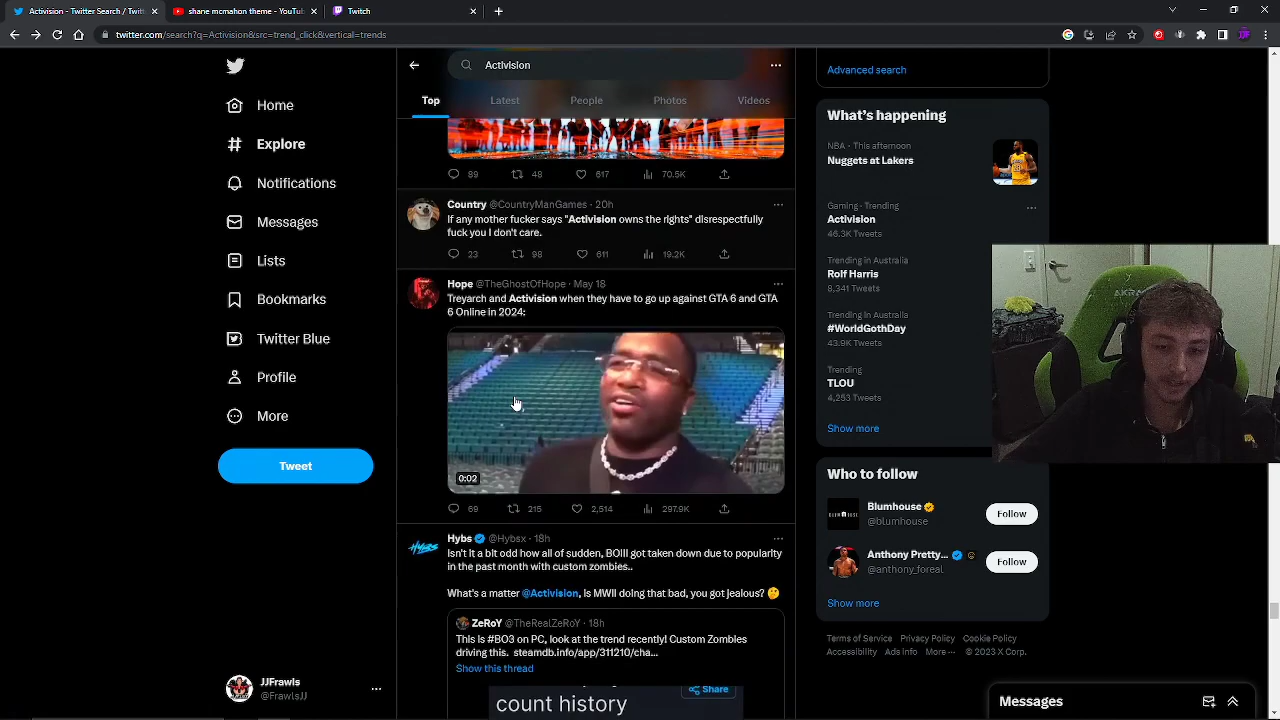 Activision - Twitter Search / Twitt
shane mcmahon theme - YouTub
Twitch
twitter.com/search?q=Activision&src=trend_click&vertical=trends
Activision
Top
Latest
People
Photos
Videos
Home
Explore
Notifications
Messages
Lists
Bookmarks
Twitter Blue
Profile
More
Tweet
JJFrawls
@FrawlsJJ
89
48
617
70.5K
Country @CountryManGames · 20h
If any mother fucker says "Activision owns the rights" disrespectfully
fuck you I don't care.
23
98
611
19.2K
Hope @TheGhostOfHope · May 18
Treyarch and Activision when they have to go up against GTA 6 and GTA
6 Online in 2024:
0:02
69
215
2,514
297.9K
Hybs @Hybsx · 18h
Isn't it a bit odd how all of sudden, BOIII got taken down due to popularity
in the past month with custom zombies..
What's a matter @Activision, is MWII doing that bad, you got jealous? 🤔
ZeRoY @TheRealZeRoY · 18h
This is #BO3 on PC, look at the trend recently! Custom Zombies
driving this. steamdb.info/app/311210/cha...
Show this thread
Share
count history
Advanced search
What's happening
NBA · This afternoon
Nuggets at Lakers
Gaming · Trending
Activision
46.3K Tweets
Trending in Australia
Rolf Harris
8,341 Tweets
Trending in Australia
#WorldGothDay
43.9K Tweets
Trending
TLOU
4,253 Tweets
Show more
AKRA
Who to follow
Blumhouse
@blumhouse
Follow
Anthony Pretty...
@anthony_foreal
Follow
Show more
Terms of Service Privacy Policy Cookie Policy
Accessibility Ads info More ··· © 2023 X Corp.
Messages